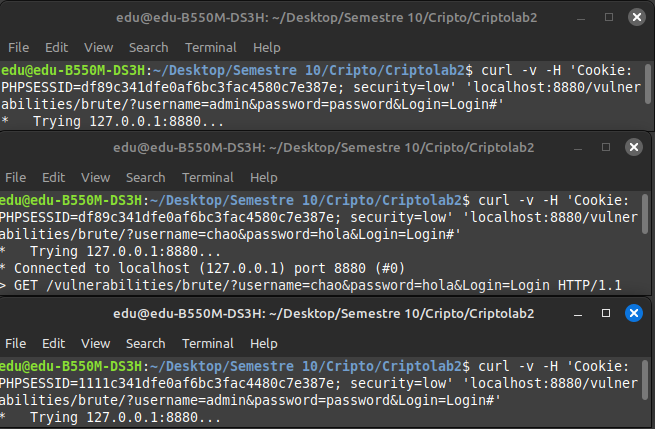 edu@edu-B550M-DS3H: ~/Desktop/Semestre 10/Cripto/Criptolab2
File Edit View Search Terminal Help
edu@edu-B550M-DS3H:~/Desktop/Semestre 10/Cripto/Criptolab2$ curl -v -H 'Cookie:
PHPSESSID=df89c341dfe0af6bc3fac4580c7e387e; security=low' 'localhost:8880/vulner
abilities/brute/?username=admin&password=password&Login=Login#'
*   Trying 127.0.0.1:8880...
edu@edu-B550M-DS3H: ~/Desktop/Semestre 10/Cripto/Criptolab2
File Edit View Search Terminal Help
edu@edu-B550M-DS3H:~/Desktop/Semestre 10/Cripto/Criptolab2$ curl -v -H 'Cookie:
PHPSESSID=df89c341dfe0af6bc3fac4580c7e387e; security=low' 'localhost:8880/vulner
abilities/brute/?username=chao&password=hola&Login=Login#'
*   Trying 127.0.0.1:8880...
* Connected to localhost (127.0.0.1) port 8880 (#0)
> GET /vulnerabilities/brute/?username=chao&password=hola&Login=Login HTTP/1.1
edu@edu-B550M-DS3H: ~/Desktop/Semestre 10/Cripto/Criptolab2
File Edit View Search Terminal Help
edu@edu-B550M-DS3H:~/Desktop/Semestre 10/Cripto/Criptolab2$ curl -v -H 'Cookie:
PHPSESSID=1111c341dfe0af6bc3fac4480c7e387e; security=low' 'localhost:8880/vulner
abilities/brute/?username=admin&password=password&Login=Login#'
*   Trying 127.0.0.1:8880...